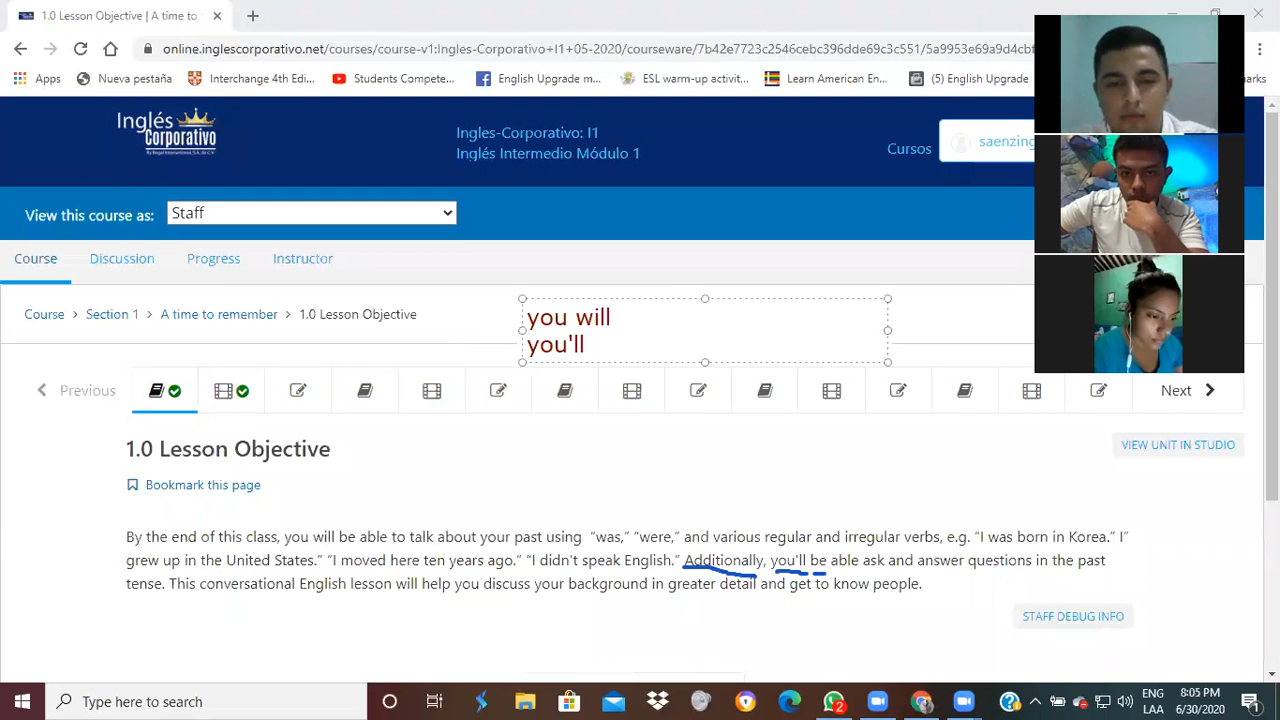 1.0 Lesson Objective | A time to
online.inglescorporativo.net/courses/course-v1:Ingles-Corporativo+I1+05-2020/courseware/7b42e7723c2546cebc396dde69c3c551/5a9953e69a9d4cbf
Apps Nueva pestaña Interchange 4th Edi... Students Compete... English Upgrade m... ESL warm-up activit... Learn American En... (5) English Upgrade
Inglés
Corporativo
Ingles-Corporativo: I1
Inglés Intermedio Módulo 1
Cursos
saenzing
View this course as: Staff
Course Discussion Progress Instructor
you will
you'll
Course > Section 1 > A time to remember > 1.0 Lesson Objective
Previous Next
1.0 Lesson Objective
VIEW UNIT IN STUDIO
Bookmark this page
By the end of this class, you will be able to talk about your past using “was,” “were,” and various regular and irregular verbs, e.g. “I was born in Korea.” I”
grew up in the United States.” “I moved here ten years ago.” “I didn't speak English.” Additionally, you'll be able ask and answer questions in the past
tense. This conversational English lesson will help you discuss your background in greater detail and get to know people.
STAFF DEBUG INFO
Type here to search
2
ENG
LAA
8:05 PM
6/30/2020
1